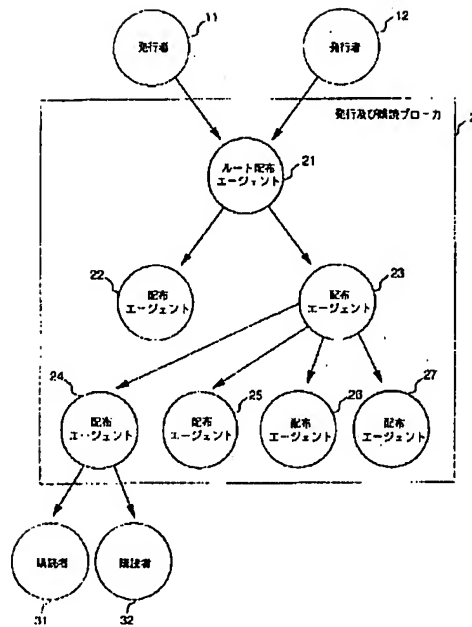 11
12
発行者
発行者
発行及び購読ブローカ
2
ルート配布
エージェント
21
22
配布
エージェント
配布
エージェント
23
24
配布
エージェント
配布
エージェント
25
配布
エージェント
26
配布
エージェント
27
購読者
購読者
31
32